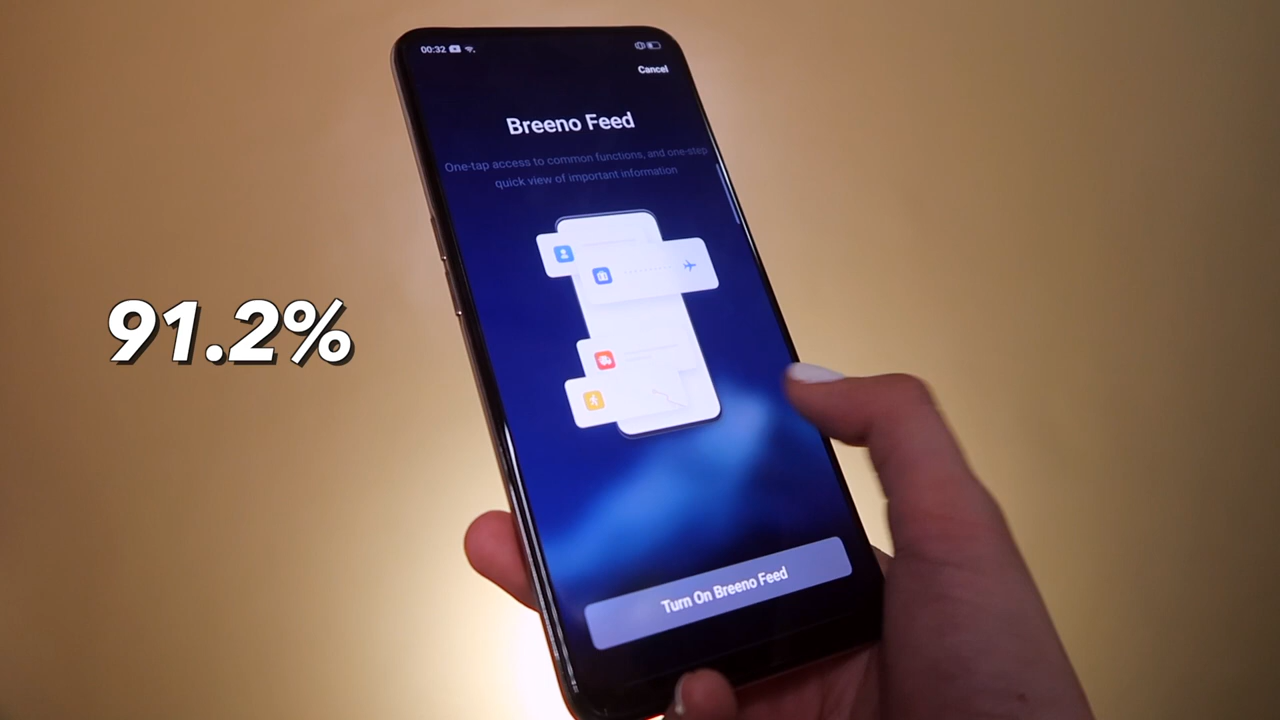 00:32
Cancel
Breeno Feed
One-tap access to common functions, and one-step
quick view of important information
91.2%
Turn On Breeno Feed